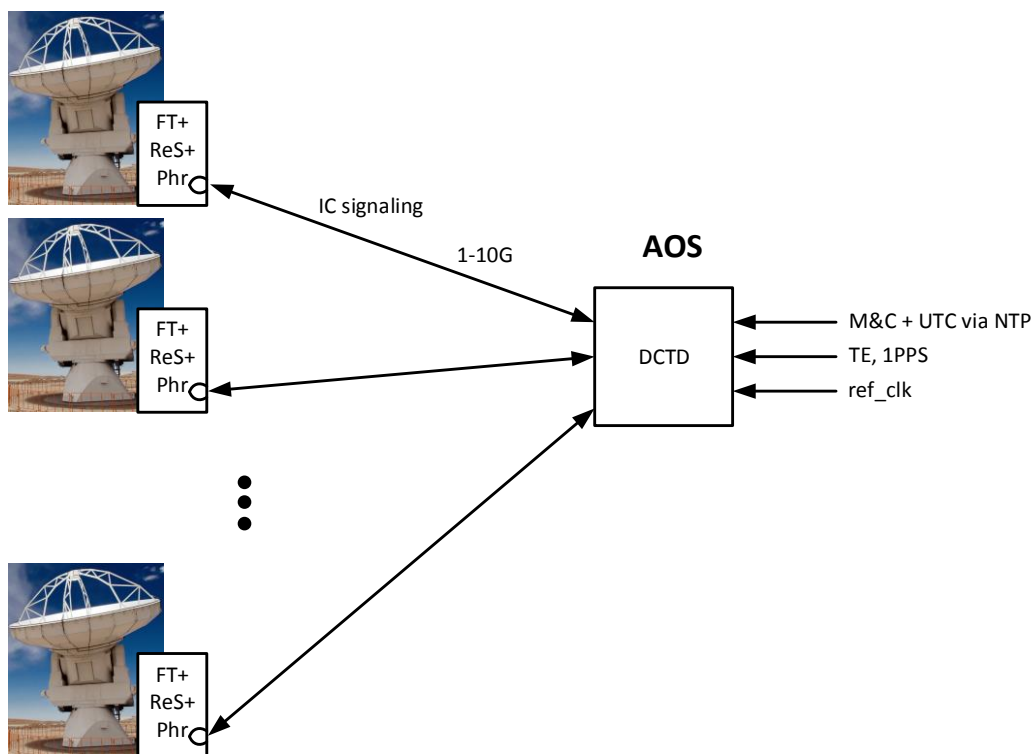 FT+
ReS+
Phr
IC signaling
1-10G
AOS
FT+
ReS+
Phr
DCTD
M&C + UTC via NTP
TE, 1PPS
ref_clk
FT+
ReS+
Phr